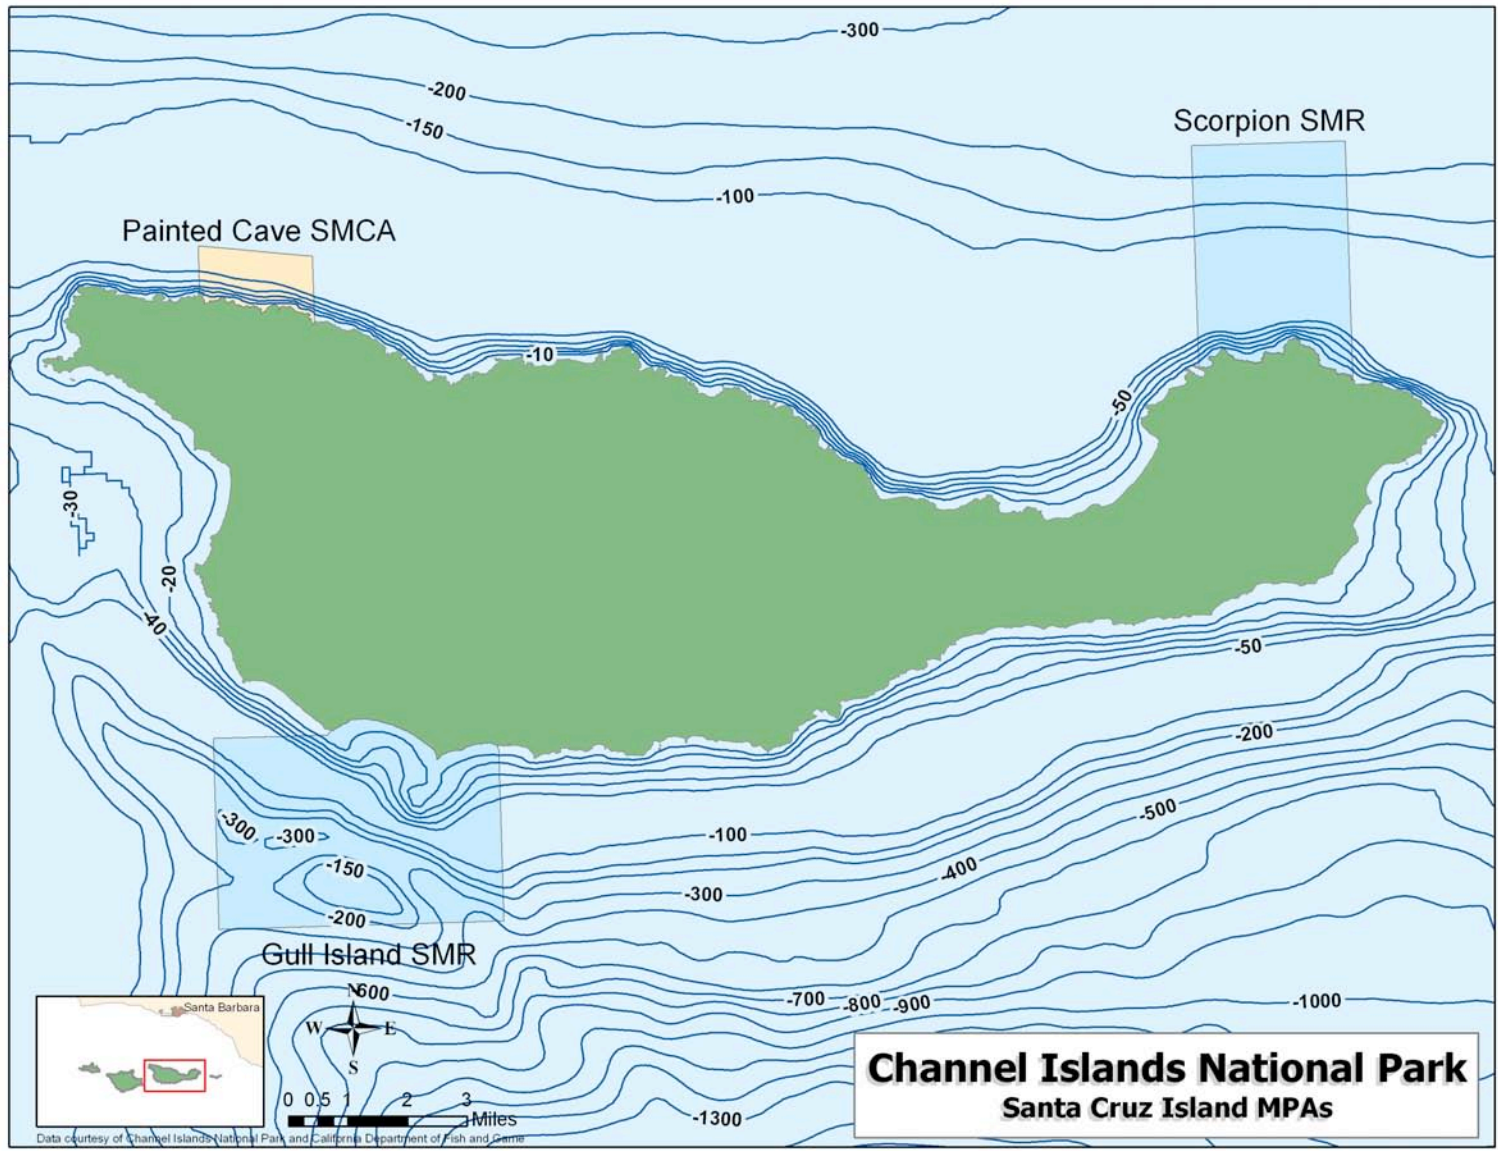 -300
-200
-150
Scorpion SMR
-100
Painted Cave SMCA
-10
-50
-30
-20
-40
-50
-200
-500
-300
-300
-100
-150
-400
-300
-200
Gull Island SMR
N
-600
-700
-800
-900
-1000
Santa Barbara
W
E
S
Channel Islands National Park
Santa Cruz Island MPAs
0 0.5 1 2 3
Miles
-1300
Data courtesy of Channel Islands National Park and California Department of Fish and Game